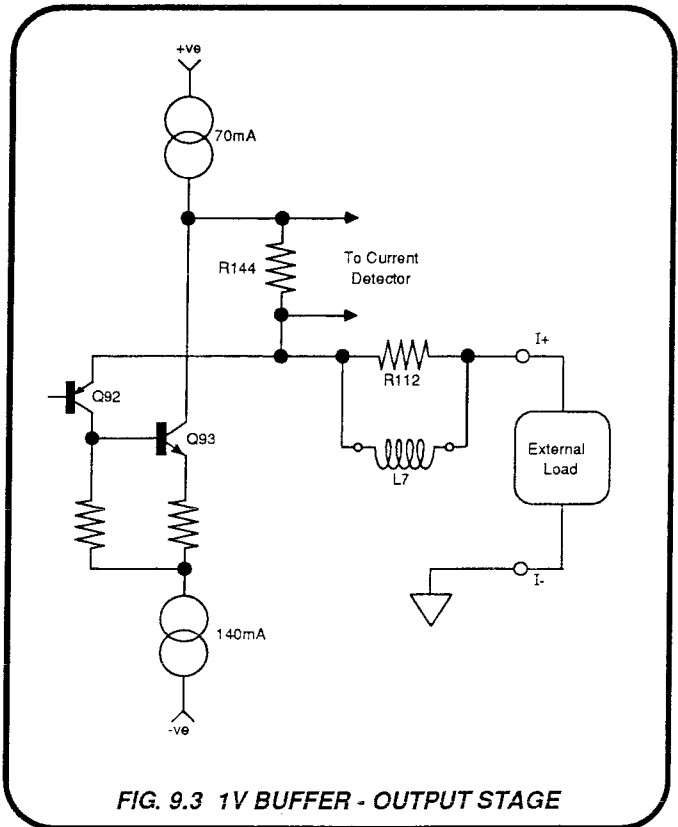 +ve
70mA
R144
To Current
Detector
I+
R112
Q92
Q93
L7
External
Load
I-
140mA
-ve
FIG. 9.3 1V BUFFER - OUTPUT STAGE